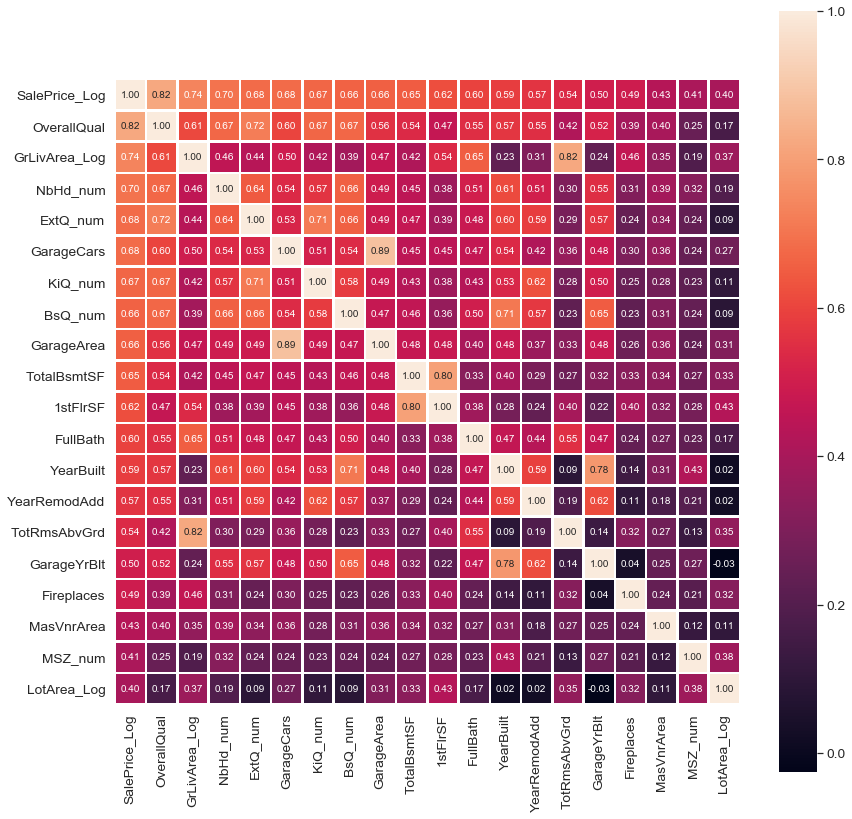 1.0
SalePrice_Log 1.00 0.82 0.74 0.70 0.68 0.68 0.67 0.66 0.66 0.65 0.62 0.60 0.59 0.57 0.54 0.50 0.49 0.43 0.41 0.40
OverallQual 0.82 1.00 0.61 0.67 0.72 0.60 0.67 0.67 0.56 0.54 0.47 0.55 0.57 0.55 0.42 0.52 0.39 0.40 0.25 0.17
GrLivArea_Log 0.74 0.61 1.00 0.46 0.44 0.50 0.42 0.39 0.47 0.42 0.54 0.65 0.23 0.31 0.82 0.24 0.46 0.35 0.19 0.37
0.8
NbHd_num 0.70 0.67 0.46 1.00 0.64 0.54 0.57 0.66 0.49 0.45 0.38 0.51 0.61 0.51 0.30 0.55 0.31 0.39 0.32 0.19
ExtQ_num 0.68 0.72 0.44 0.64 1.00 0.53 0.71 0.66 0.49 0.47 0.39 0.48 0.60 0.59 0.29 0.57 0.24 0.34 0.24 0.09
GarageCars 0.68 0.60 0.50 0.54 0.53 1.00 0.51 0.54 0.89 0.45 0.45 0.47 0.54 0.42 0.36 0.48 0.30 0.36 0.24 0.27
KiQ_num 0.67 0.67 0.42 0.57 0.71 0.51 1.00 0.58 0.49 0.43 0.38 0.43 0.53 0.62 0.28 0.50 0.25 0.28 0.24 0.11
BsQ_num 0.66 0.67 0.39 0.66 0.66 0.54 0.58 1.00 0.47 0.46 0.36 0.50 0.71 0.57 0.23 0.65 0.23 0.31 0.24 0.09
0.6
GarageArea 0.66 0.56 0.47 0.49 0.49 0.89 0.49 0.47 1.00 0.48 0.48 0.40 0.48 0.37 0.33 0.48 0.26 0.36 0.24 0.31
TotalBsmtSF 0.65 0.54 0.42 0.45 0.47 0.45 0.43 0.46 0.48 1.00 0.80 0.33 0.40 0.29 0.27 0.32 0.33 0.34 0.27 0.33
1stFlrSF 0.62 0.47 0.54 0.38 0.39 0.45 0.38 0.36 0.48 0.80 1.00 0.38 0.28 0.24 0.40 0.22 0.40 0.32 0.28 0.43
FullBath 0.60 0.55 0.65 0.51 0.48 0.47 0.43 0.50 0.40 0.33 0.38 1.00 0.47 0.44 0.55 0.47 0.24 0.27 0.23 0.17
0.4
YearBuilt 0.59 0.57 0.23 0.61 0.60 0.54 0.53 0.71 0.48 0.40 0.28 0.47 1.00 0.59 0.09 0.78 0.14 0.31 0.43 0.02
YearRemodAdd 0.57 0.55 0.31 0.51 0.59 0.42 0.62 0.57 0.37 0.29 0.24 0.44 0.59 1.00 0.19 0.62 0.11 0.18 0.21 0.02
TotRmsAbvGrd 0.54 0.42 0.82 0.30 0.29 0.36 0.28 0.23 0.33 0.27 0.40 0.55 0.09 0.19 1.00 0.14 0.32 0.27 0.13 0.35
GarageYrBlt 0.50 0.52 0.24 0.55 0.57 0.48 0.50 0.65 0.48 0.32 0.22 0.47 0.78 0.62 0.14 1.00 0.04 0.25 0.27 -0.03
Fireplaces 0.49 0.39 0.46 0.31 0.24 0.30 0.25 0.23 0.26 0.33 0.40 0.24 0.14 0.11 0.32 0.04 1.00 0.24 0.21 0.32
0.2
MasVnrArea 0.43 0.40 0.35 0.39 0.34 0.36 0.28 0.31 0.36 0.34 0.32 0.27 0.31 0.18 0.27 0.25 0.24 1.00 0.12 0.11
MSZ_num 0.41 0.25 0.19 0.32 0.24 0.24 0.24 0.24 0.24 0.27 0.28 0.23 0.43 0.21 0.13 0.27 0.21 0.12 1.00 0.38
LotArea_Log 0.40 0.17 0.37 0.19 0.09 0.27 0.11 0.09 0.31 0.33 0.43 0.17 0.02 0.02 0.35 -0.03 0.32 0.11 0.38 1.00
0.0
SalePrice_Log
OverallQual
GrLivArea_Log
NbHd_num
ExtQ_num
GarageCars
KiQ_num
BsQ_num
GarageArea
TotalBsmtSF
1stFlrSF
FullBath
YearBuilt
YearRemodAdd
TotRmsAbvGrd
GarageYrBlt
Fireplaces
MasVnrArea
MSZ_num
LotArea_Log